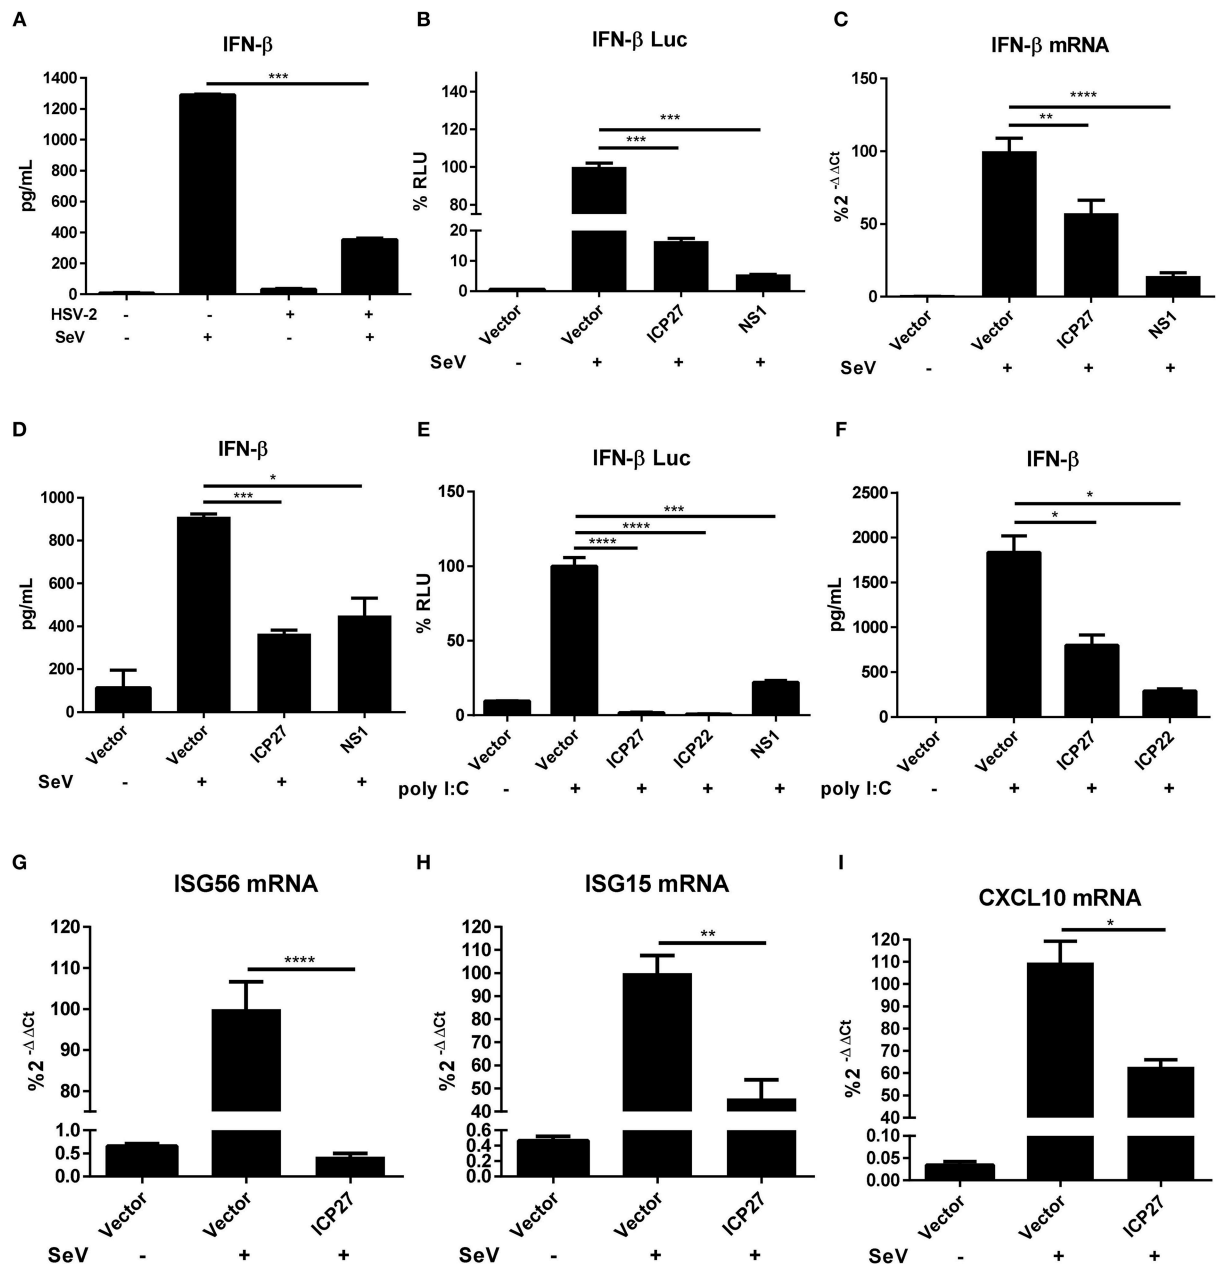 A
IFN-β
pg/mL
1400
1200
1000
800
600
400
200
0
***
HSV-2 - - + +
SeV - + - +
B
IFN-β Luc
% RLU
140
120
100
80
20
10
0
***
***
Vector Vector ICP27 NS1
SeV - + + +
C
IFN-β mRNA
%2 -Δ ΔCt
150
100
50
0
****
**
Vector Vector ICP27 NS1
SeV - + + +
D
IFN-β
pg/mL
1000
800
600
400
200
0
*
***
Vector Vector ICP27 NS1
SeV - + + +
E
IFN-β Luc
% RLU
150
100
50
0
***
****
****
Vector Vector ICP27 ICP22 NS1
poly I:C - + + + +
F
IFN-β
pg/mL
2500
2000
1500
1000
500
0
*
*
Vector Vector ICP27 ICP22
poly I:C - + + +
G
ISG56 mRNA
%2 -Δ ΔCt
120
110
100
90
80
1.0
0.5
0.0
****
Vector Vector ICP27
SeV - + +
H
ISG15 mRNA
%2 -Δ ΔCt
120
110
100
90
80
70
60
50
40
0.6
0.4
0.2
0.0
**
Vector Vector ICP27
SeV - + +
I
CXCL10 mRNA
%2 -Δ ΔCt
120
110
100
90
80
70
60
50
40
0.10
0.05
0.00
*
Vector Vector ICP27
SeV - + +